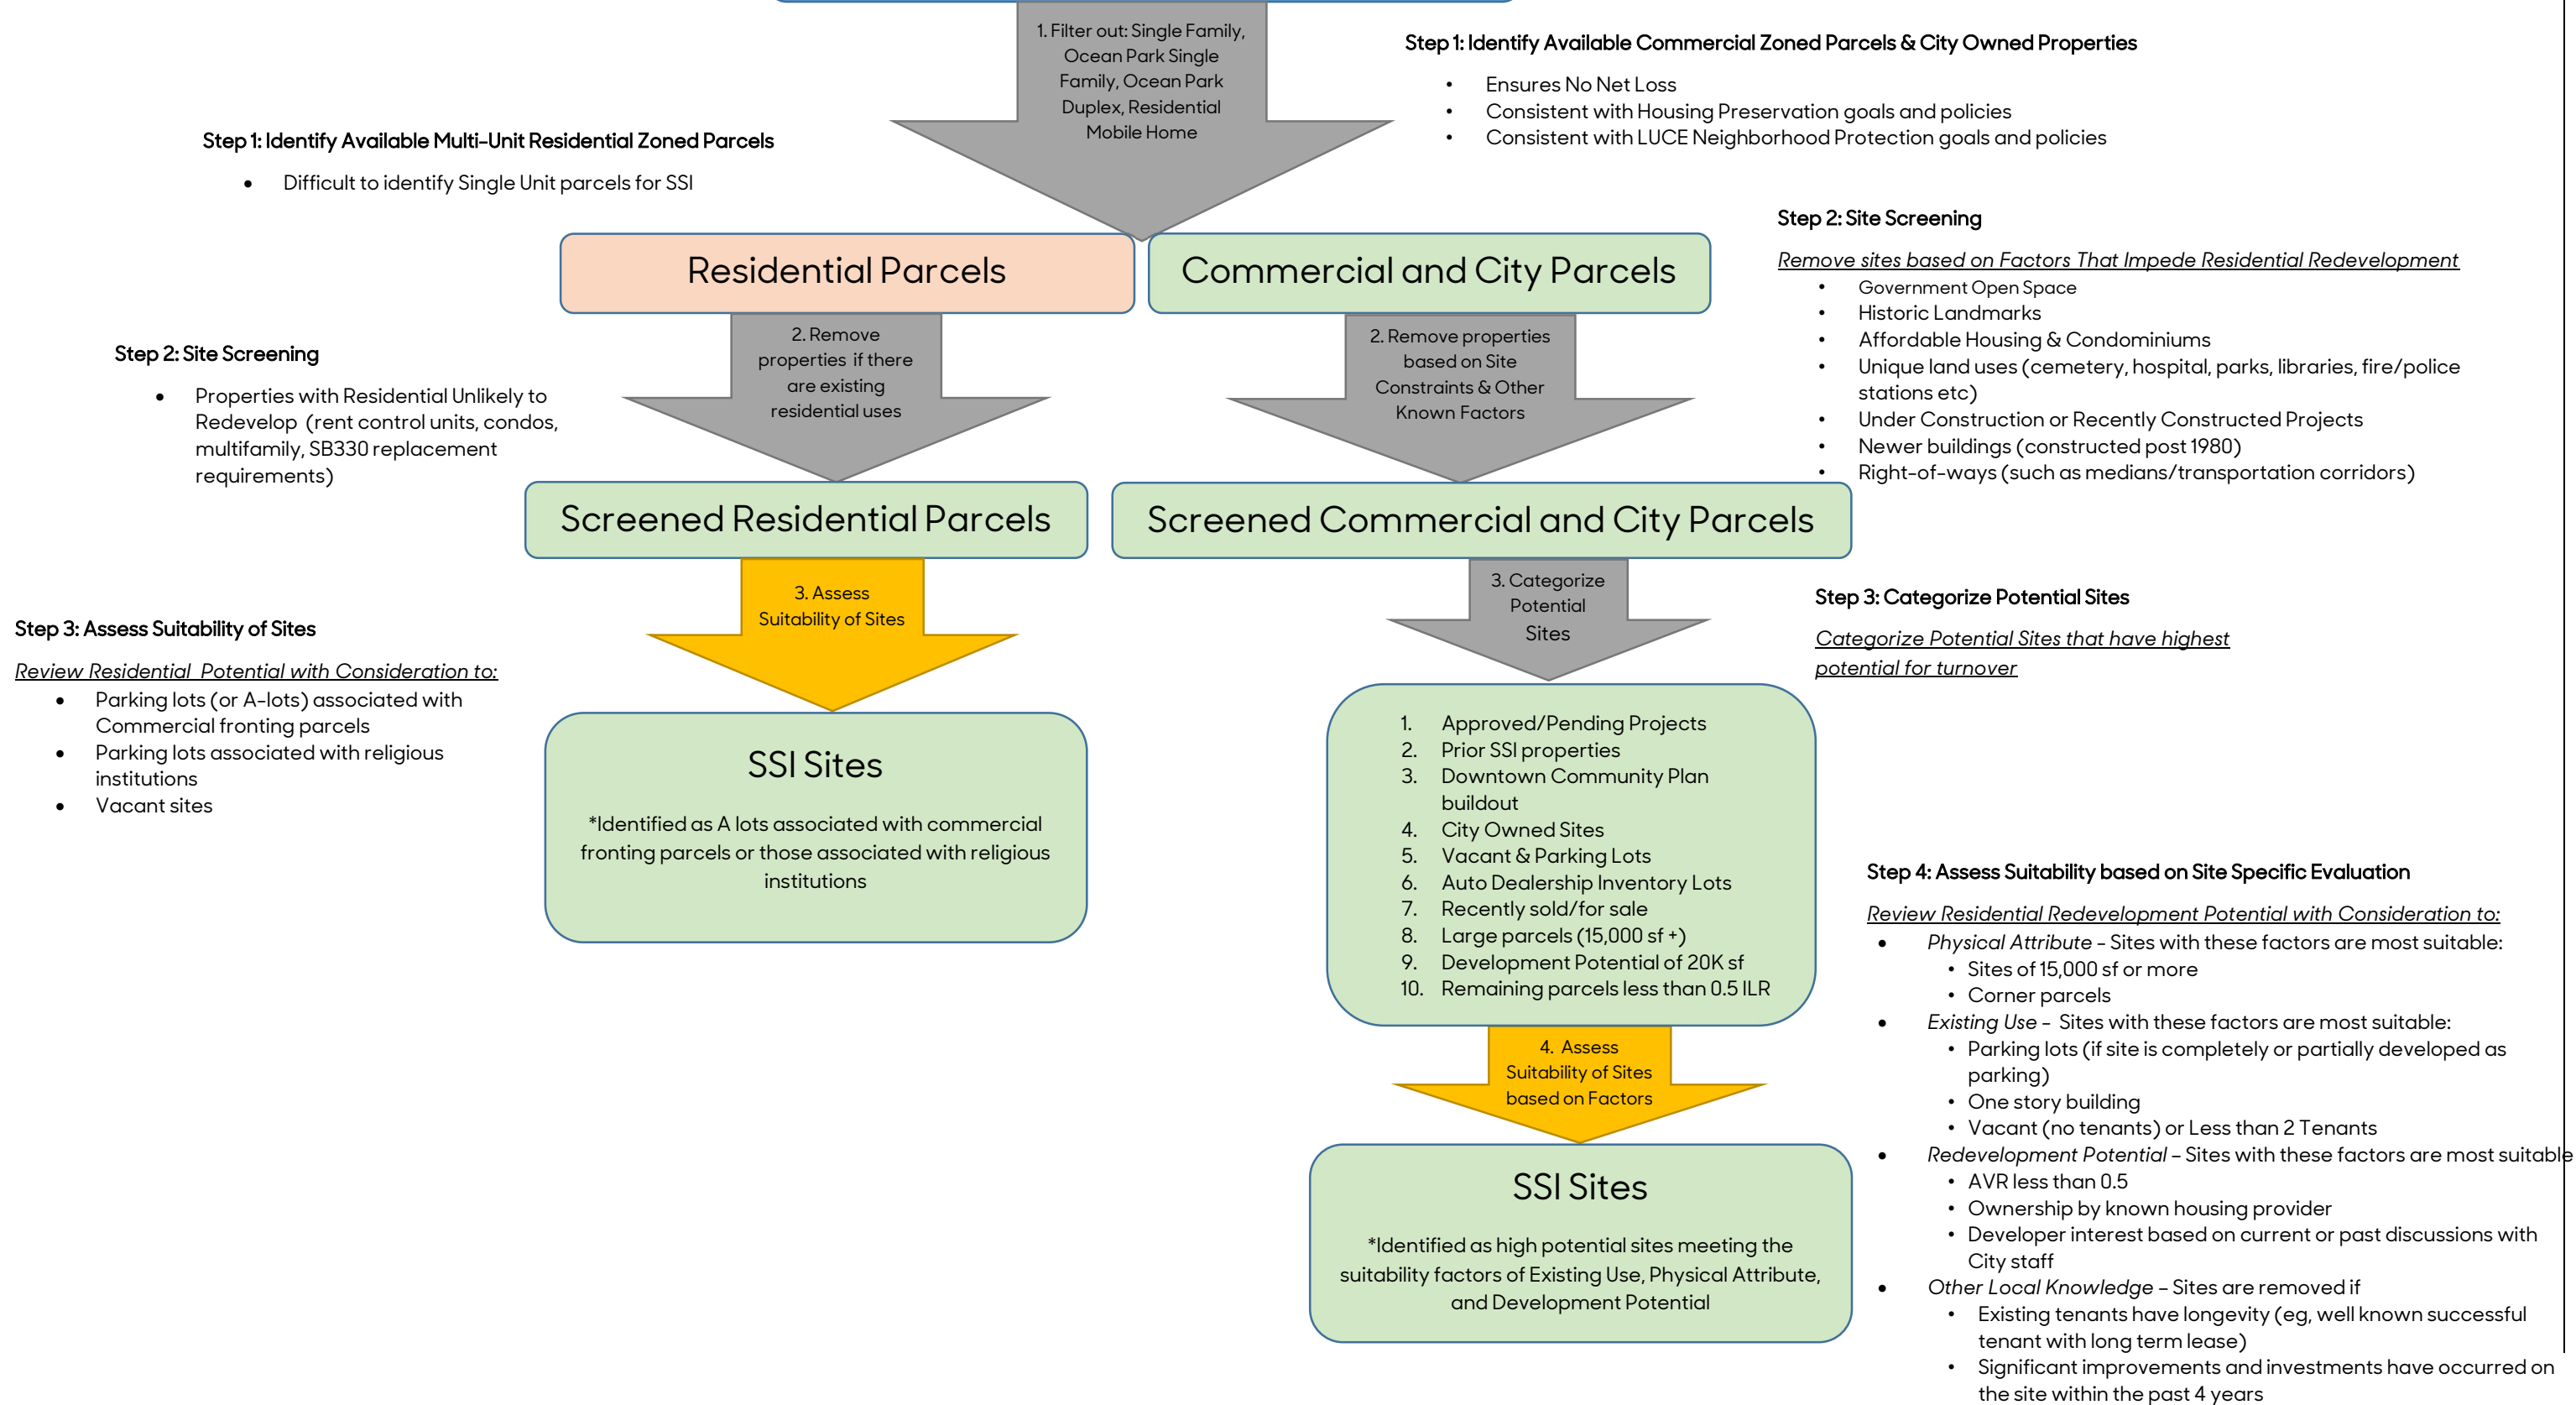 1. Filter out: Single Family,
Ocean Park Single
Family, Ocean Park
Duplex, Residential
Mobile Home
Step 1: Identify Available Commercial Zoned Parcels & City Owned Properties
• Ensures No Net Loss
• Consistent with Housing Preservation goals and policies
• Consistent with LUCE Neighborhood Protection goals and policies
Step 1: Identify Available Multi-Unit Residential Zoned Parcels
• Difficult to identify Single Unit parcels for SSI
Residential Parcels
Commercial and City Parcels
Step 2: Site Screening
Remove sites based on Factors That Impede Residential Redevelopment
• Government Open Space
• Historic Landmarks
• Affordable Housing & Condominiums
• Unique land uses (cemetery, hospital, parks, libraries, fire/police
stations etc)
• Under Construction or Recently Constructed Projects
• Newer buildings (constructed post 1980)
• Right-of-ways (such as medians/transportation corridors)
2. Remove
properties if there
are existing
residential uses
2. Remove properties
based on Site
Constraints & Other
Known Factors
Step 2: Site Screening
• Properties with Residential Unlikely to
Redevelop (rent control units, condos,
multifamily, SB330 replacement
requirements)
Screened Residential Parcels
Screened Commercial and City Parcels
3. Assess
Suitability of Sites
3. Categorize
Potential
Sites
Step 3: Categorize Potential Sites
Categorize Potential Sites that have highest
potential for turnover
Step 3: Assess Suitability of Sites
Review Residential Potential with Consideration to:
• Parking lots (or A-lots) associated with
Commercial fronting parcels
• Parking lots associated with religious
institutions
• Vacant sites
SSI Sites
*Identified as A lots associated with commercial
fronting parcels or those associated with religious
institutions
1. Approved/Pending Projects
2. Prior SSI properties
3. Downtown Community Plan
buildout
4. City Owned Sites
5. Vacant & Parking Lots
6. Auto Dealership Inventory Lots
7. Recently sold/for sale
8. Large parcels (15,000 sf +)
9. Development Potential of 20K sf
10. Remaining parcels less than 0.5 ILR
4. Assess
Suitability of Sites
based on Factors
SSI Sites
*Identified as high potential sites meeting the
suitability factors of Existing Use, Physical Attribute,
and Development Potential
Step 4: Assess Suitability based on Site Specific Evaluation
Review Residential Redevelopment Potential with Consideration to:
• Physical Attribute - Sites with these factors are most suitable:
• Sites of 15,000 sf or more
• Corner parcels
• Existing Use - Sites with these factors are most suitable:
• Parking lots (if site is completely or partially developed as
parking)
• One story building
• Vacant (no tenants) or Less than 2 Tenants
• Redevelopment Potential – Sites with these factors are most suitable
• AVR less than 0.5
• Ownership by known housing provider
• Developer interest based on current or past discussions with
City staff
• Other Local Knowledge – Sites are removed if
• Existing tenants have longevity (eg, well known successful
tenant with long term lease)
• Significant improvements and investments have occurred on
the site within the past 4 years